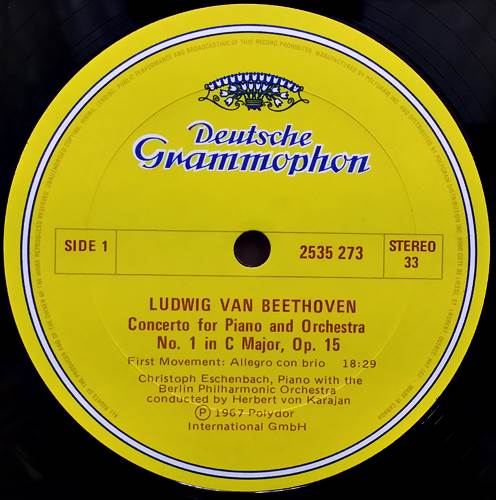 Deutsche
Grammophon
SIDE 1
2535 273
STEREO
33
LUDWIG VAN BEETHOVEN
Concerto for Piano and Orchestra
No. 1 in C Major, Op. 15
First Movement: Allegro con brio 18:29
Christoph Eschenbach, Piano with the
Berlin Philharmonic Orchestra
conducted by Herbert von Karajan
Ⓟ 1967 Polydor
International GmbH